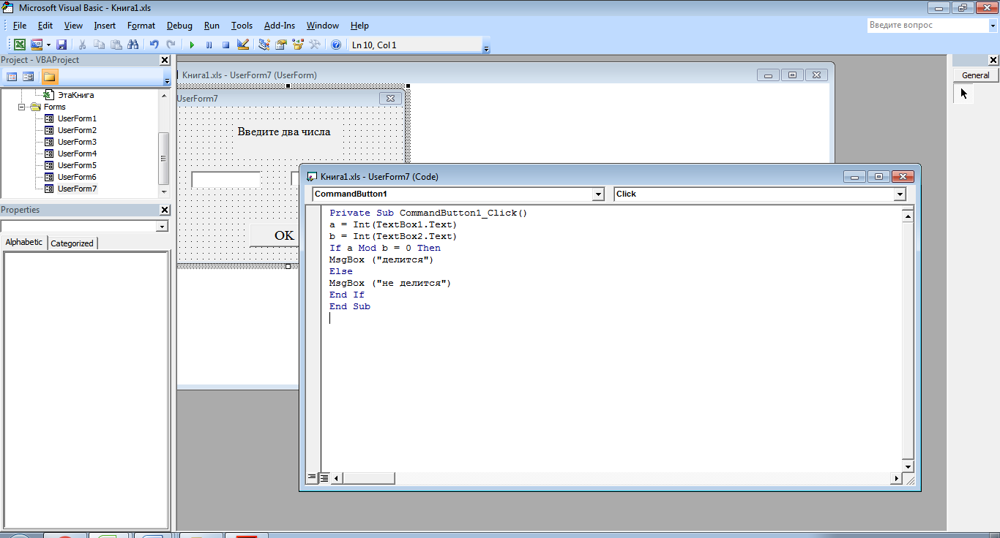 Microsoft Visual Basic - Книга1.xls
File Edit View Insert Format Debug Run Tools Add-Ins Window Help
Введите вопрос
Ln 10, Col 1
Project - VBAProject
ЭтаКнига
Forms
UserForm1
UserForm2
UserForm3
UserForm4
UserForm5
UserForm6
UserForm7
Properties
Alphabetic Categorized
Книга1.xls - UserForm7 (UserForm)
UserForm7
Введите два числа
OK
Книга1.xls - UserForm7 (Code)
CommandButton1 Click
Private Sub CommandButton1_Click()
a = Int(TextBox1.Text)
b = Int(TextBox2.Text)
If a Mod b = 0 Then
MsgBox ("делится")
Else
MsgBox ("не делится")
End If
End Sub
General